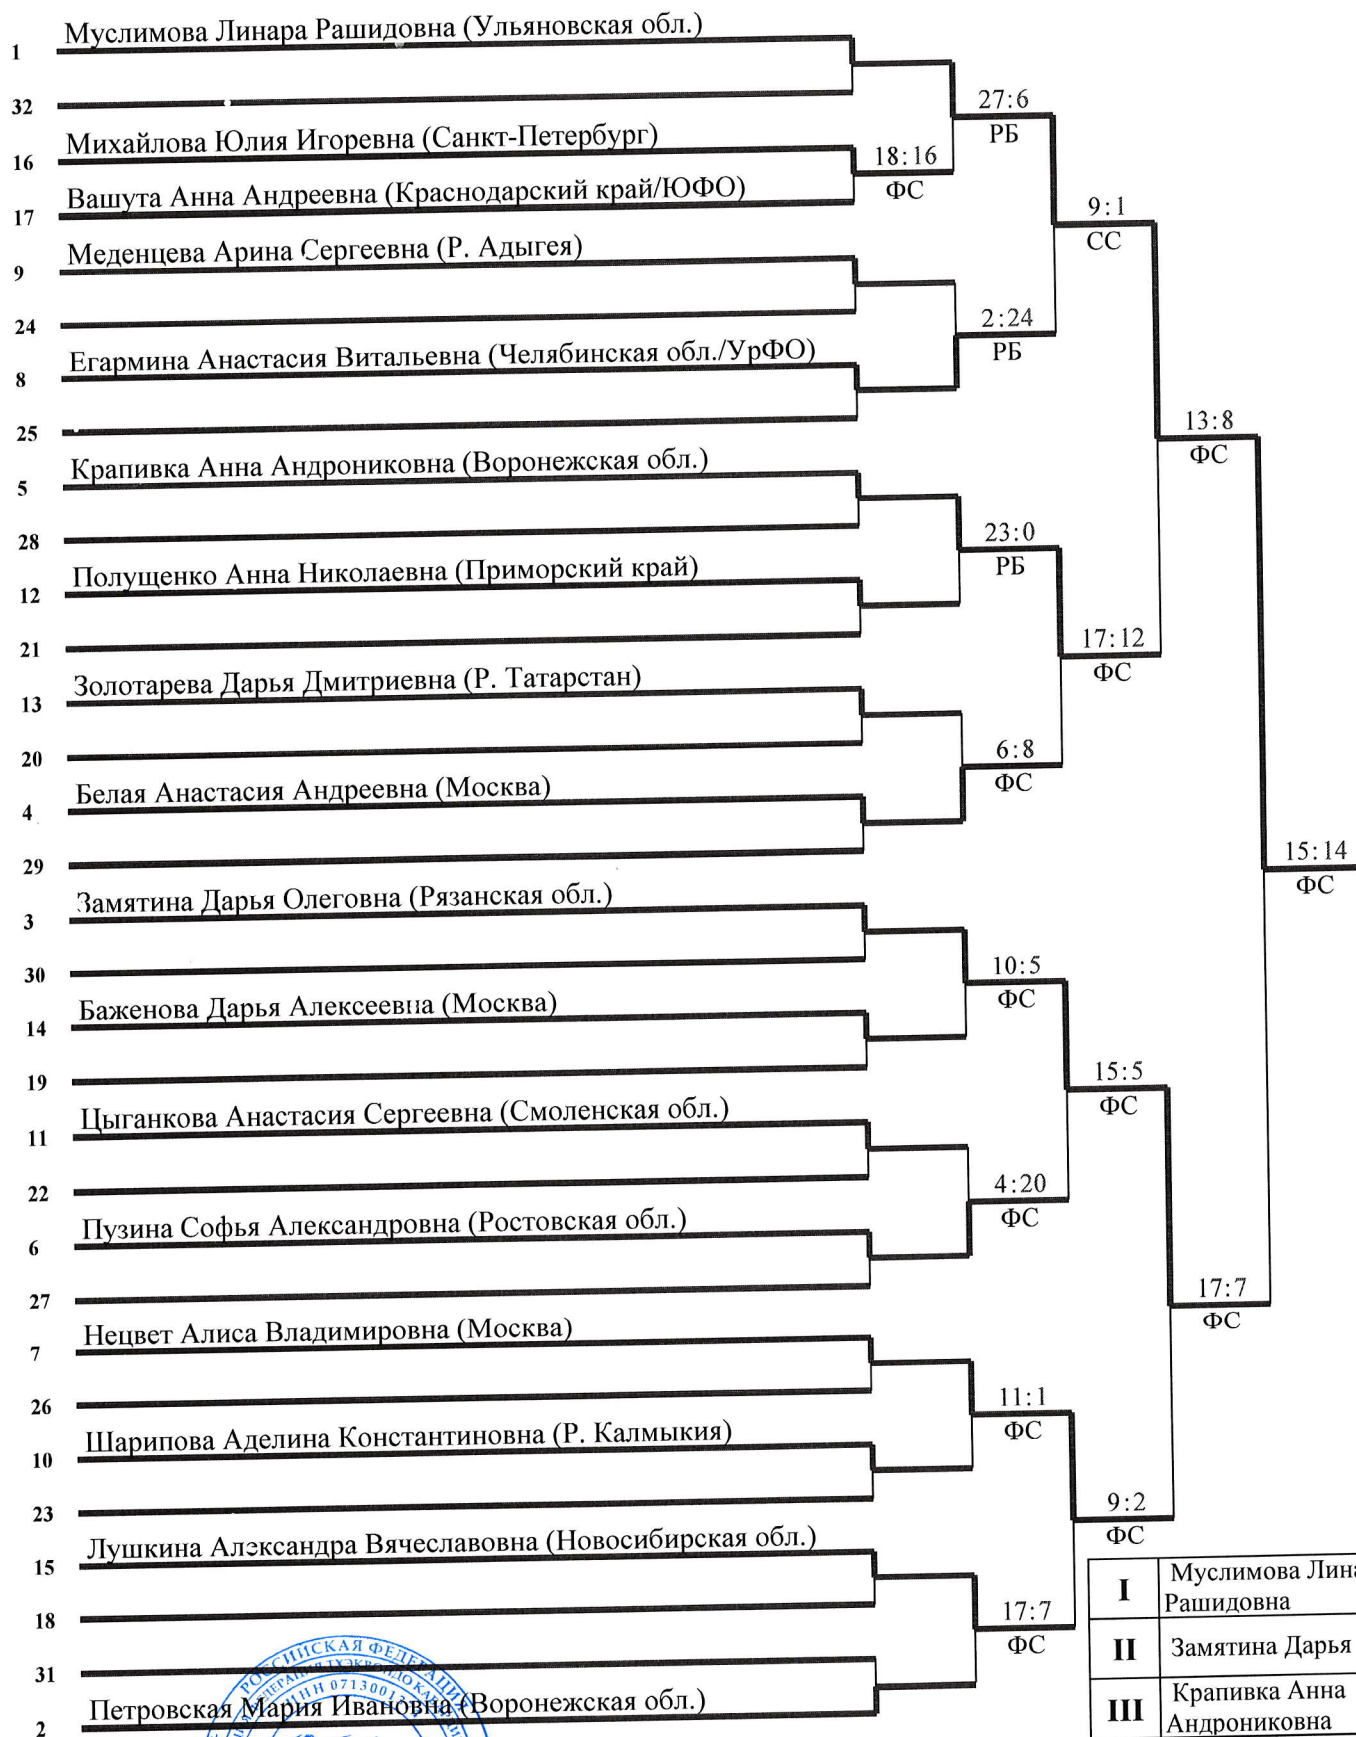 Муслимова Линара Рашидовна (Ульяновская обл.)
1
32
27:6
РБ
Михайлова Юлия Игоревна (Санкт-Петербург)
16
18:16
ФС
Вашута Анна Андреевна (Краснодарский край/ЮФО)
17
9:1
СС
Меденцева Арина Сергеевна (Р. Адыгея)
9
24
2:24
РБ
Егармина Анастасия Витальевна (Челябинская обл./УрФО)
8
25
13:8
ФС
Крапивка Анна Андрониковна (Воронежская обл.)
5
28
23:0
РБ
Полущенко Анна Николаевна (Приморский край)
12
21
17:12
ФС
Золотарева Дарья Дмитриевна (Р. Татарстан)
13
20
6:8
ФС
Белая Анастасия Андреевна (Москва)
4
29
15:14
ФС
Замятина Дарья Олеговна (Рязанская обл.)
3
30
10:5
ФС
Баженова Дарья Алексеевна (Москва)
14
19
15:5
ФС
Цыганкова Анастасия Сергеевна (Смоленская обл.)
11
22
4:20
ФС
Пузина Софья Александровна (Ростовская обл.)
6
27
17:7
ФС
Нецвет Алиса Владимировна (Москва)
7
26
11:1
ФС
Шарипова Аделина Константиновна (Р. Калмыкия)
10
23
9:2
ФС
Лушкина Александра Вячеславовна (Новосибирская обл.)
15
18
17:7
ФС
31
Петровская Мария Ивановна (Воронежская обл.)
2
I Муслимова Лина
Рашидовна
II Замятина Дарья
III Крапивка Анна
Андрониковна
РОССИЙСКАЯ ФЕДЕРАЦИЯ
ИНН 0713001